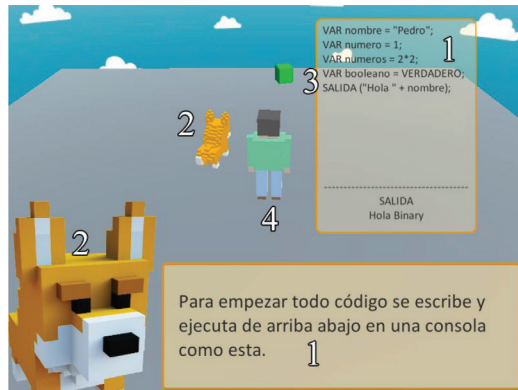 VAR nombre = "Pedro";
VAR numero = 1;
VAR numeros = 2*2;
VAR booleano = VERDADERO;
SALIDA ("Hola " + nombre);
1
3
2
SALIDA
Hola Binary
4
2
Para empezar todo código se escribe y
ejecuta de arriba abajo en una consola
como esta.
1